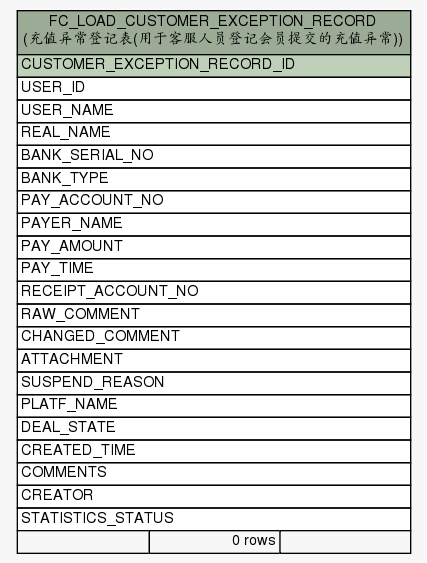 FC_LOAD_CUSTOMER_EXCEPTION_RECORD
(充值异常登记表(用于客服人员登记会员提交的充值异常))
CUSTOMER_EXCEPTION_RECORD_ID
USER_ID
USER_NAME
REAL_NAME
BANK_SERIAL_NO
BANK_TYPE
PAY_ACCOUNT_NO
PAYER_NAME
PAY_AMOUNT
PAY_TIME
RECEIPT_ACCOUNT_NO
RAW_COMMENT
CHANGED_COMMENT
ATTACHMENT
SUSPEND_REASON
PLATF_NAME
DEAL_STATE
CREATED_TIME
COMMENTS
CREATOR
STATISTICS_STATUS
0 rows